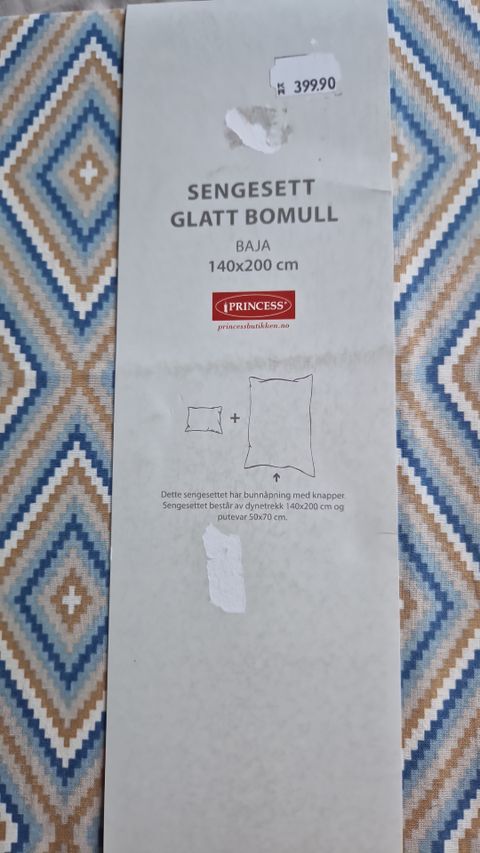 399.90
SENGESETT
GLATT BOMULL
BAJA
140x200 cm
PRINCESS®
princessbutikken.no
+
Dette sengesettet har bunnåpning med knapper.
Sengesettet består av dynetrekk 140x200 cm og
putevar 50x70 cm.